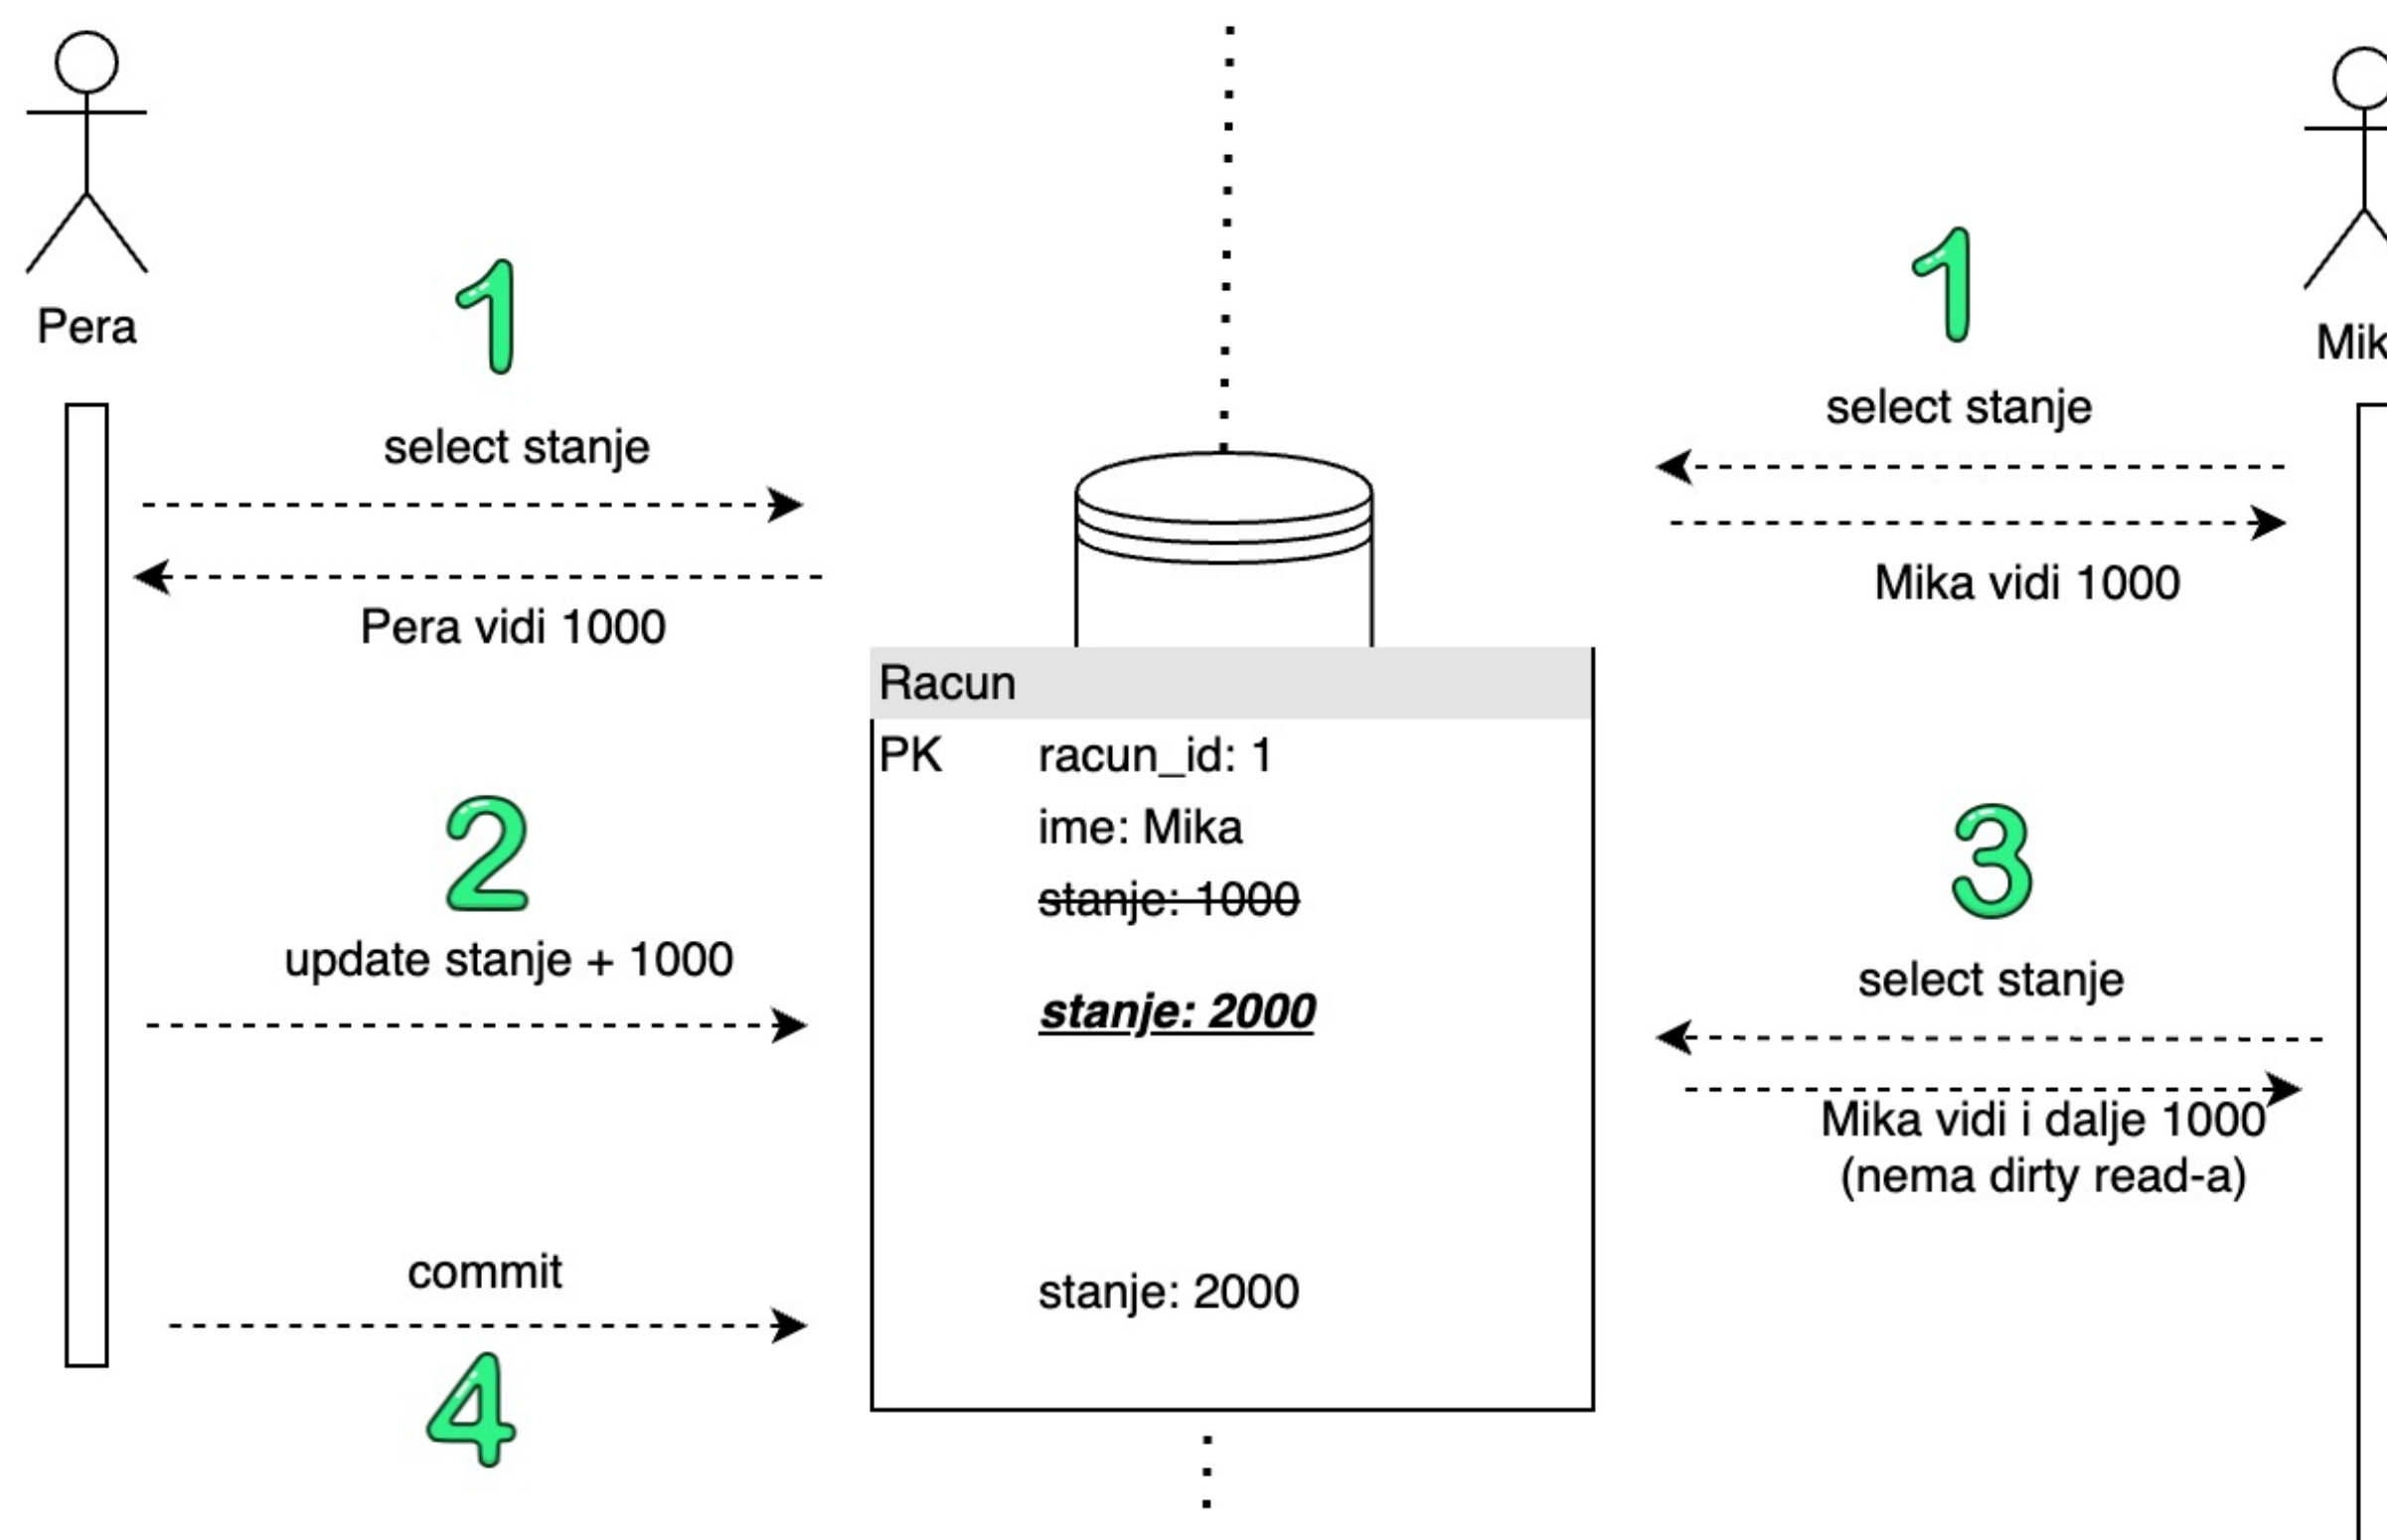 Pera
1
select stanje
Pera vidi 1000
2
update stanje + 1000
commit
4
Racun
PK racun_id: 1
ime: Mika
stanje: 1000
stanje: 2000
stanje: 2000
1
select stanje
Mika vidi 1000
3
select stanje
Mika vidi i dalje 1000
(nema dirty read-a)
Mik